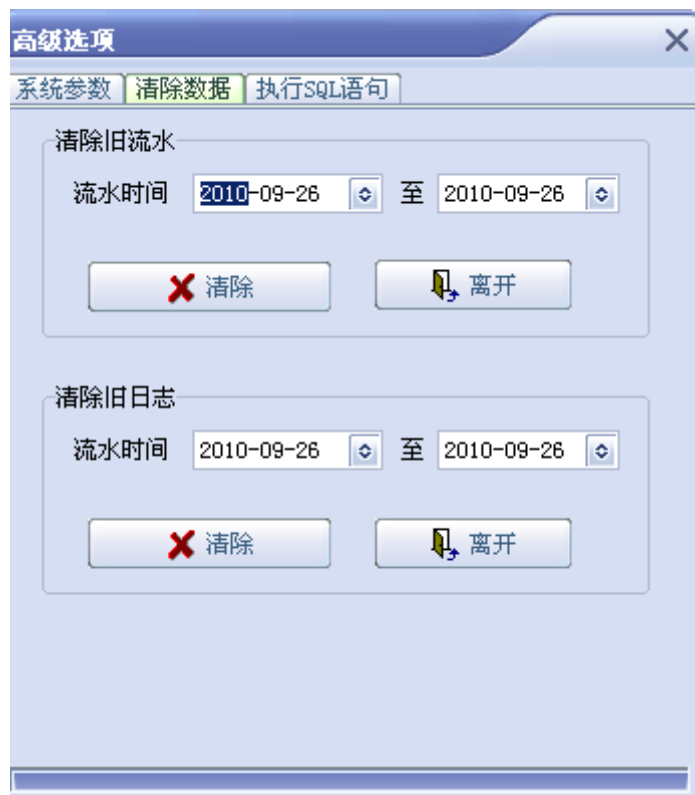 高级选项
系统参数 清除数据 执行SQL语句
清除旧流水
流水时间 2010-09-26 至 2010-09-26
清除 离开
清除旧日志
流水时间 2010-09-26 至 2010-09-26
清除 离开